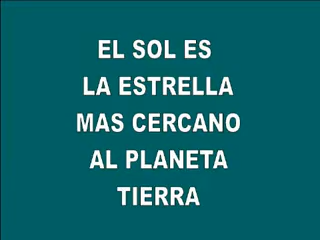 EL SOL ES
LA ESTRELLA
MAS CERCANO
AL PLANETA
TIERRA